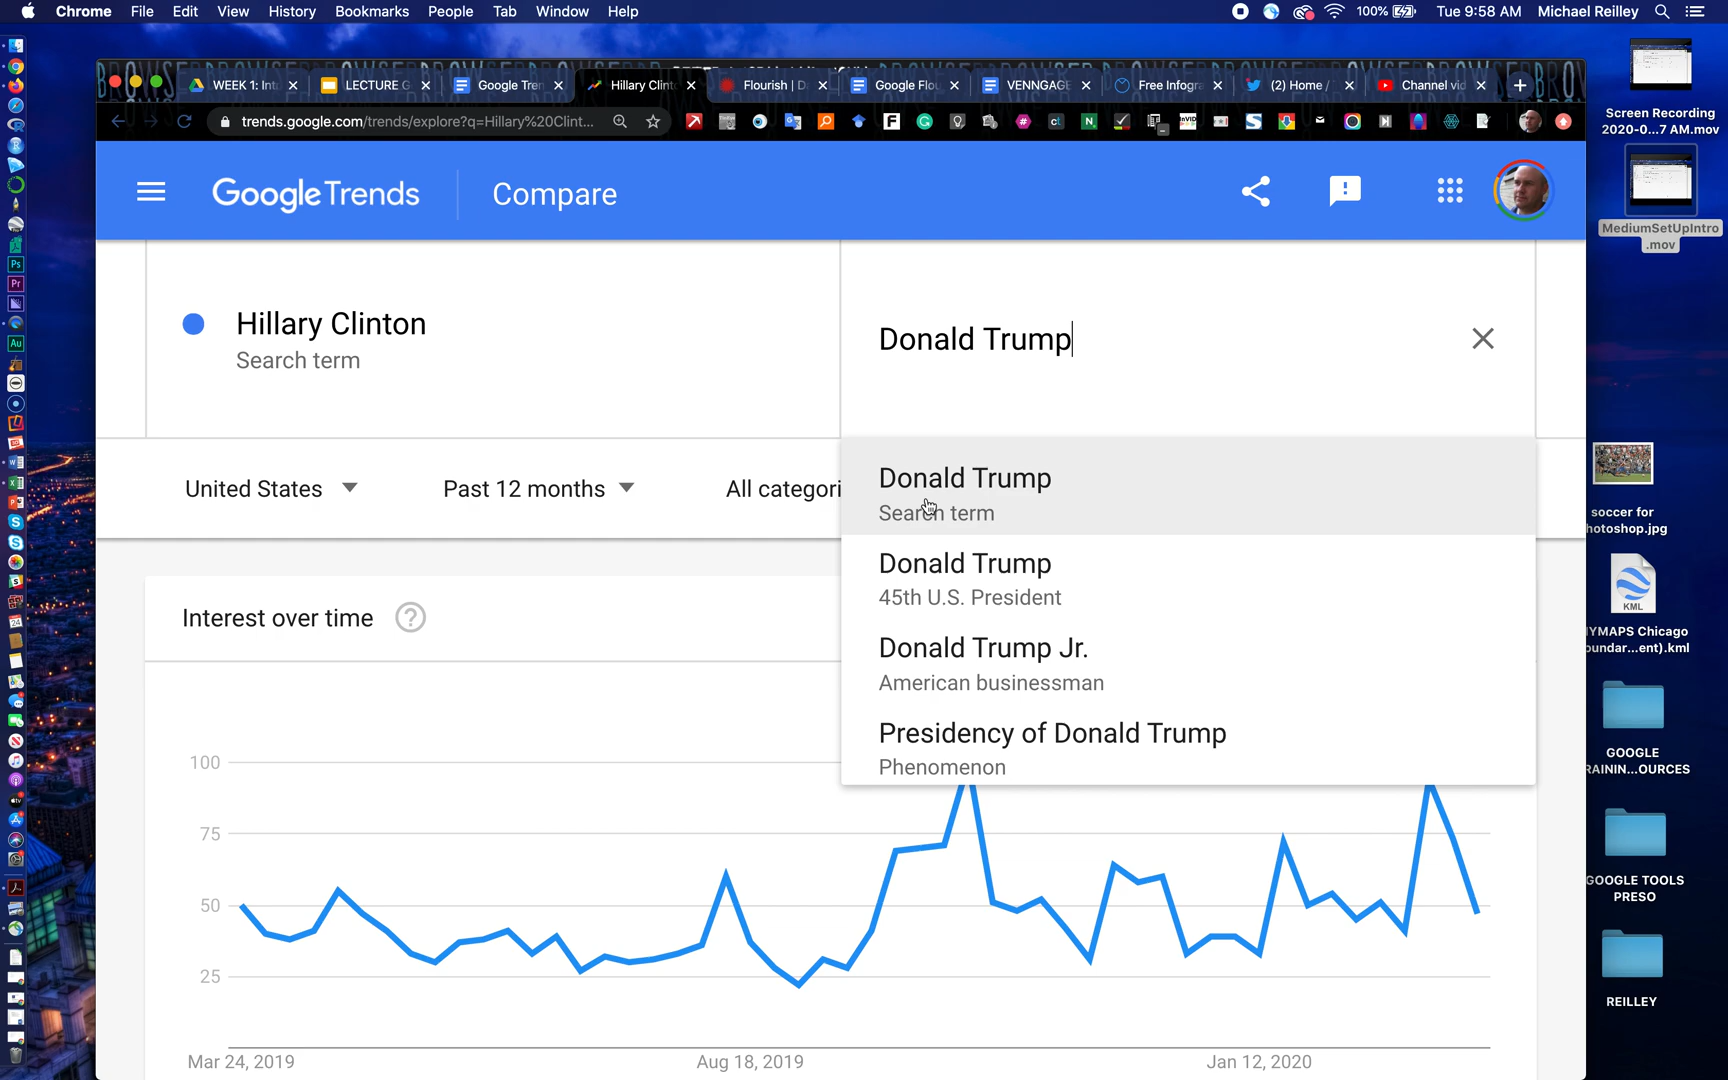 Chrome File Edit View History Bookmarks People Tab Window Help
100% Tue 9:58 AM Michael Reilley
WEEK 1: Int
LECTURE G
Google Tren
Hillary Clint
Flourish | D
Google Flou
VENNGAGE
Free Infogra
(2) Home /
Channel vid
trends.google.com/trends/explore?q=Hillary%20Clint...
Google Trends
Compare
Hillary Clinton
Search term
Donald Trump
United States
Past 12 months
All categori
Donald Trump
Search term
Donald Trump
45th U.S. President
Donald Trump Jr.
American businessman
Presidency of Donald Trump
Phenomenon
Interest over time
100
75
50
25
Mar 24, 2019
Aug 18, 2019
Jan 12, 2020
Screen Recording
2020-0...7 AM.mov
MediumSetUpIntro
.mov
soccer for
hotoshop.jpg
KML
YMAPS Chicago
oundar...ent).kml
GOOGLE
RAININ...OURCES
GOOGLE TOOLS
PRESO
REILLEY